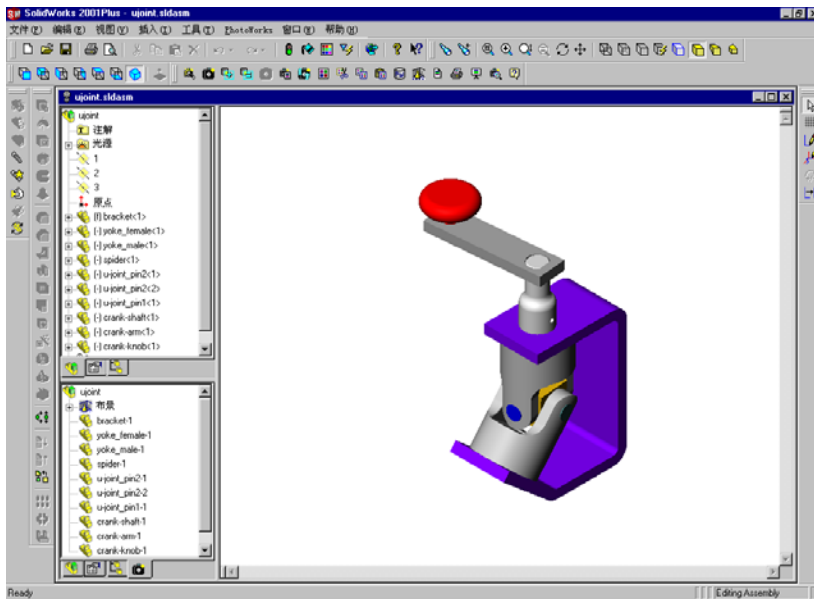 SolidWorks 2001Plus - ujoint.sldasm
文件(F) 编辑(E) 视图(V) 插入(I) 工具(T) PhotoWorks 窗口(W) 帮助(H)
ujoint.sldasm
ujoint
注解
光源
1
2
3
原点
(f) bracket<1>
(-) yoke_female<1>
(-) yoke_male<1>
(-) spider<1>
(-) u-joint_pin2<1>
(-) u-joint_pin2<2>
(-) u-joint_pin1<1>
(-) crank-shaft<1>
(-) crank-arm<1>
(-) crank-knob<1>
ujoint
布景
bracket-1
yoke_female-1
yoke_male-1
spider-1
u-joint_pin2-1
u-joint_pin2-2
u-joint_pin1-1
crank-shaft-1
crank-arm-1
crank-knob-1
Ready
Editing Assembly